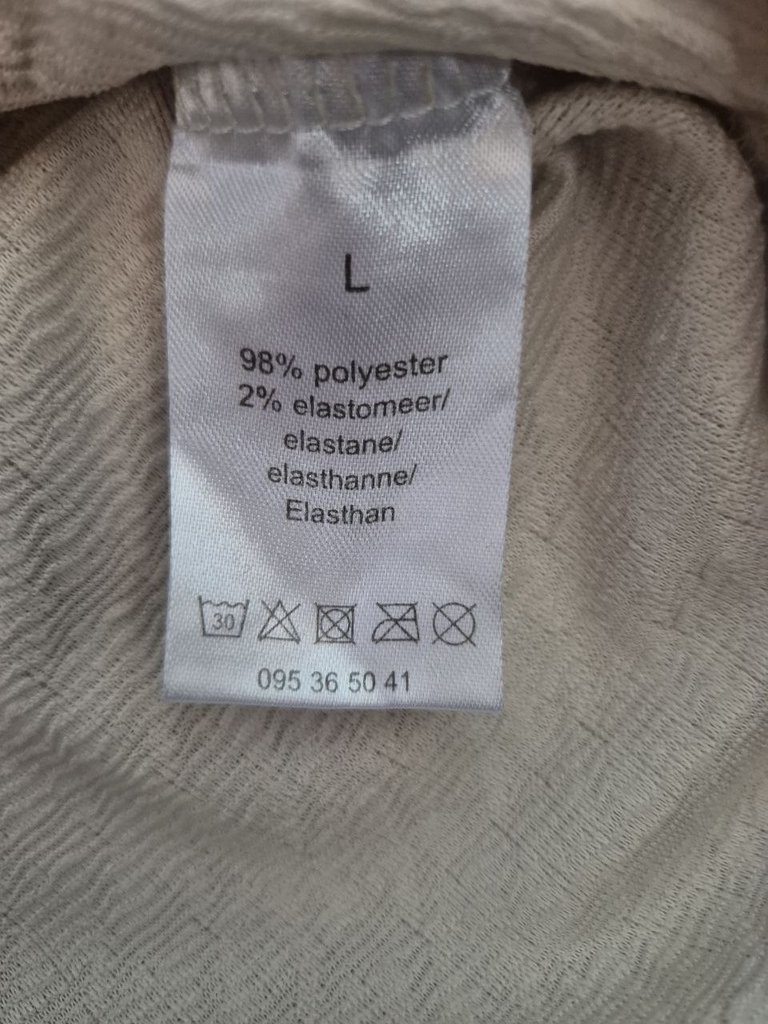 L
98% polyester
2% elastomeer/
elastane/
elasthanne/
Elasthan
30
095 36 50 41